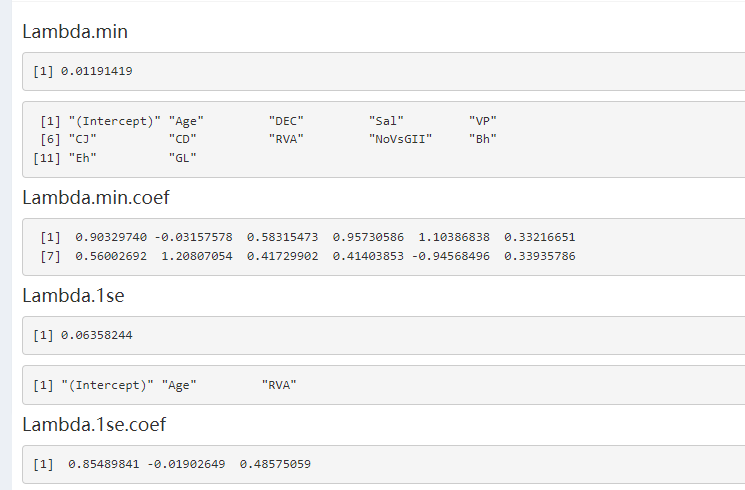 Lambda.min
[1] 0.01191419
[1] "(Intercept)" "Age"         "DEC"         "Sal"         "VP"
[6] "CJ"          "CD"          "RVA"         "NoVsGII"     "Bh"
[11] "Eh"          "GL"
Lambda.min.coef
[1]  0.90329740 -0.03157578  0.58315473  0.95730586  1.10386838  0.33216651
[7]  0.56002692  1.20807054  0.41729902  0.41403853 -0.94568496  0.33935786
Lambda.1se
[1] 0.06358244
[1] "(Intercept)" "Age"         "RVA"
Lambda.1se.coef
[1]  0.85489841 -0.01902649  0.48575059